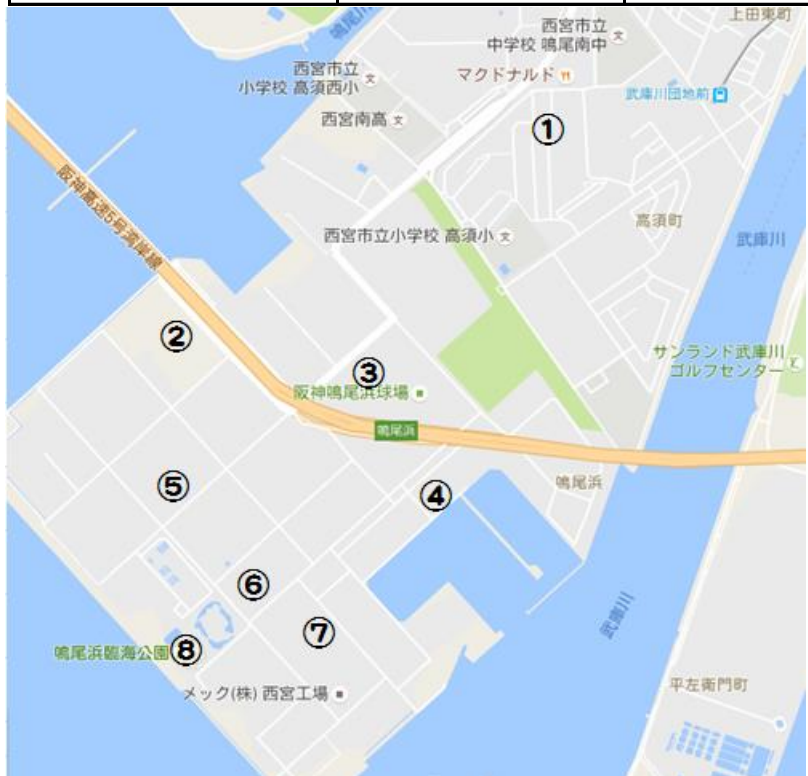 上田東町
鳴尾川
西宮市立
中学校 鳴尾南中
マクドナルド
西宮市立
小学校 高須西小
武庫川団地前
西宮南高
①
阪神高速5号湾岸線
西宮市立小学校 高須小
高須町
武庫川
②
サンランド武庫川
ゴルフセンター
③
阪神鳴尾浜球場
鳴尾浜
⑤
④
鳴尾浜
⑥
武庫川
⑦
鳴尾浜臨海公園
⑧
平左衛門町
メック(株) 西宮工場